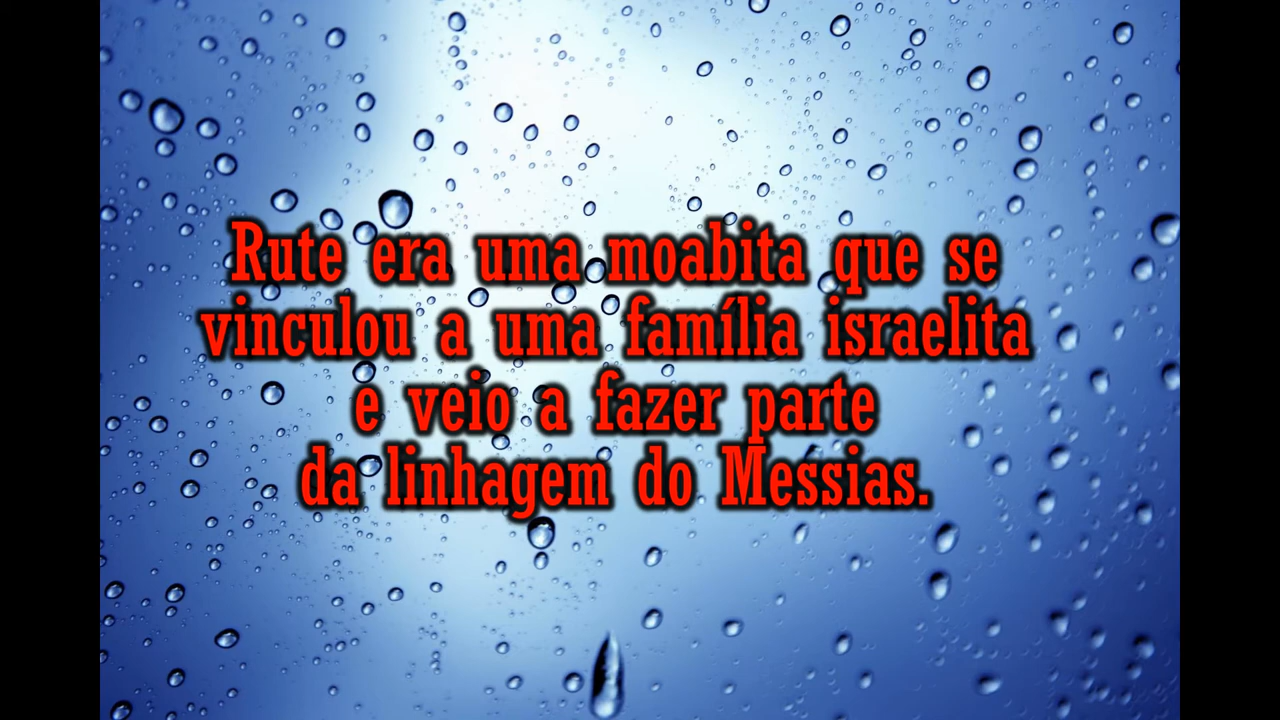 Rute era uma moabita que se
vinculou a uma família israelita
e veio a fazer parte
da linhagem do Messias.